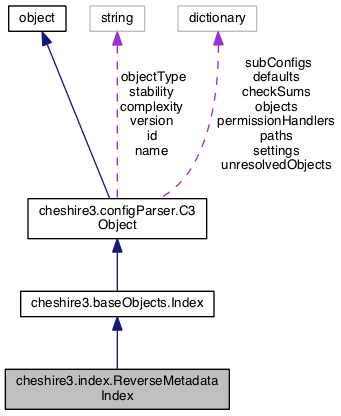 object
string
dictionary
objectType
stability
complexity
version
id
name
subConfigs
defaults
checkSums
objects
permissionHandlers
paths
settings
unresolvedObjects
cheshire3.configParser.C3
Object
cheshire3.baseObjects.Index
cheshire3.index.ReverseMetadata
Index